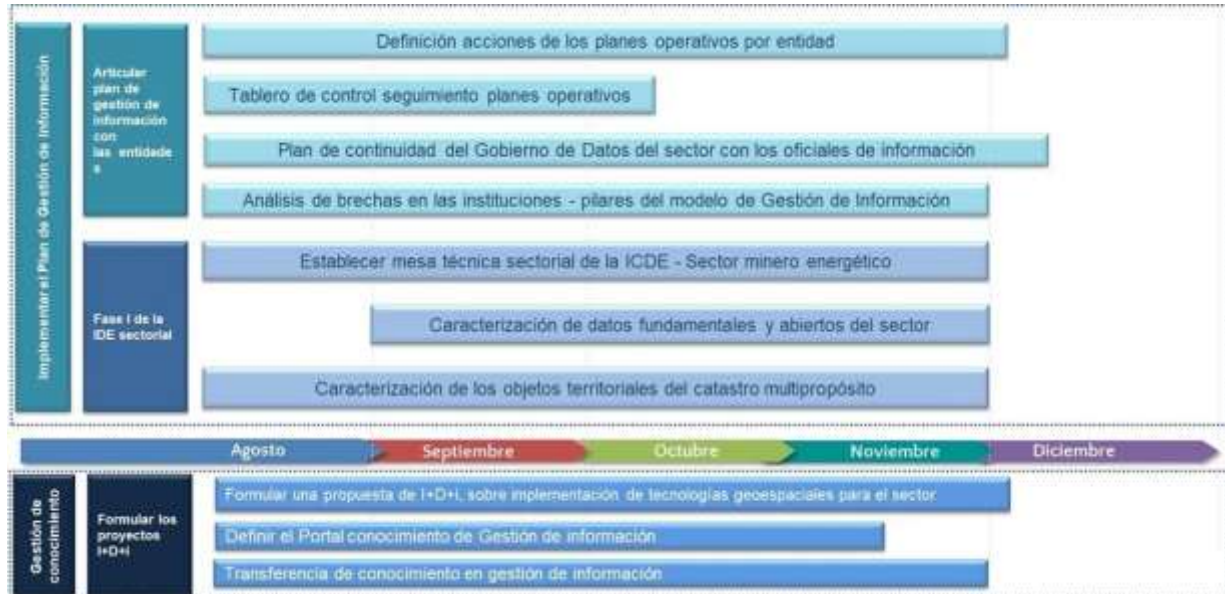 Implementar el Plan de Gestión de Información
Articular
plan de
gestión de
información
con
las entidade
s
Definición acciones de los planes operativos por entidad
Tablero de control seguimiento planes operativos
Plan de continuidad del Gobierno de Datos del sector con los oficiales de información
Análisis de brechas en las instituciones - pilares del modelo de Gestión de Información
Fase I de la
IDE sectorial
Establecer mesa técnica sectorial de la ICDE - Sector minero energético
Caracterización de datos fundamentales y abiertos del sector
Caracterización de los objetos territoriales del catastro multipropósito
Agosto
Septiembre
Octubre
Noviembre
Diciembre
Gestión de
conocimiento
Formular los
proyectos
I+D+i
Formular una propuesta de I+D+i, sobre implementación de tecnologías geoespaciales para el sector
Definir el Portal conocimiento de Gestión de información
Transferencia de conocimiento en gestión de información